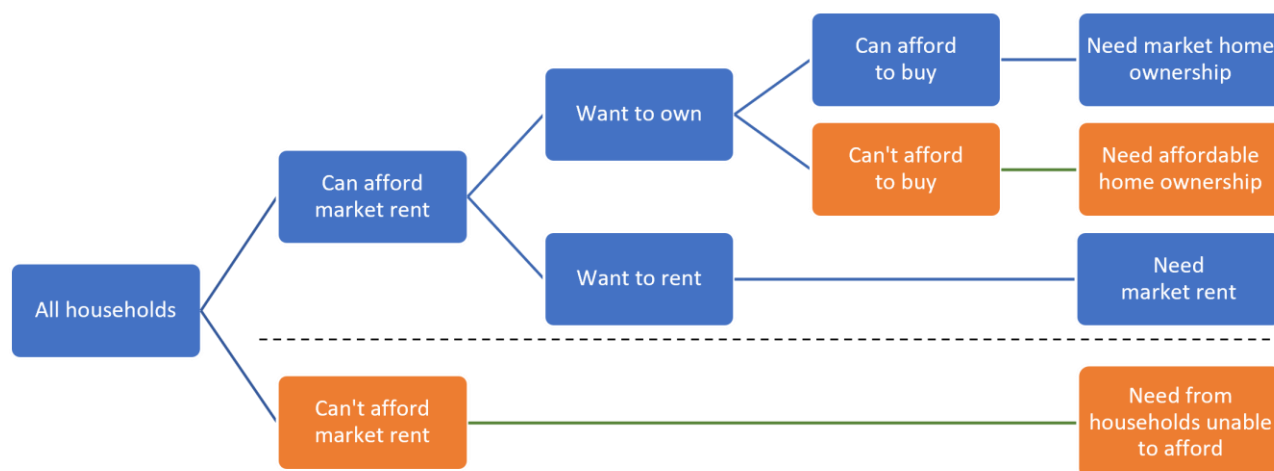 Can afford
to buy
Need market home
ownership
Want to own
Can't afford
to buy
Need affordable
home ownership
Can afford
market rent
Want to rent
Need
market rent
All households
Can't afford
market rent
Need from
households unable
to afford